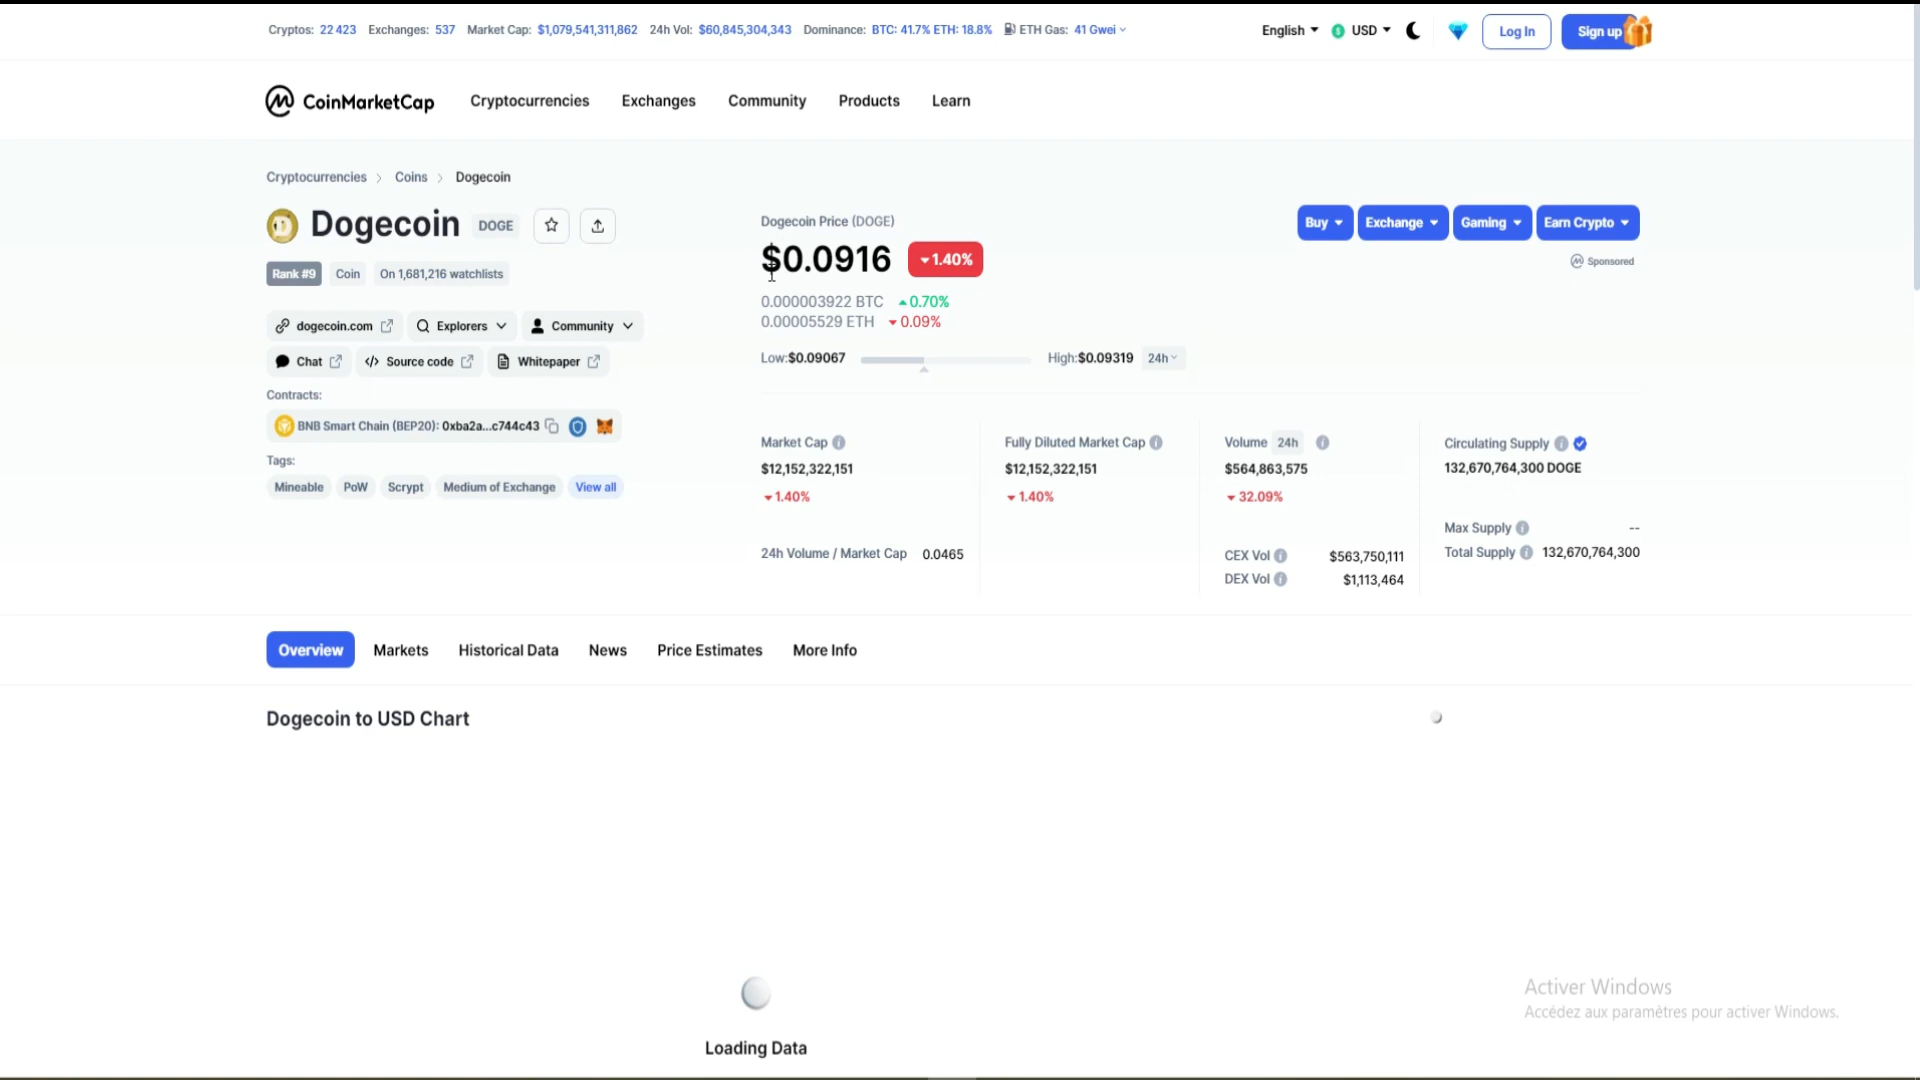 Cryptos: 22 423 Exchanges: 537 Market Cap: $1,079,541,311,862 24h Vol: $60,845,304,343 Dominance: BTC: 41.7% ETH: 18.8% ETH Gas: 41 Gwei
English USD Log In Sign up
CoinMarketCap Cryptocurrencies Exchanges Community Products Learn
Cryptocurrencies Coins Dogecoin
Dogecoin DOGE
Rank #9 Coin On 1,681,216 watchlists
dogecoin.com Explorers Community
Chat Source code Whitepaper
Contracts:
BNB Smart Chain (BEP20): 0xba2a...c744c43
Tags:
Mineable PoW Scrypt Medium of Exchange View all
Dogecoin Price (DOGE)
$0.0916 1.40%
0.000003922 BTC 0.70%
0.00005529 ETH 0.09%
Low:$0.09067 High:$0.09319 24h
Buy Exchange Gaming Earn Crypto
Sponsored
Market Cap
$12,152,322,151
1.40%
24h Volume / Market Cap 0.0465
Fully Diluted Market Cap
$12,152,322,151
1.40%
Volume 24h
$564,863,575
32.09%
CEX Vol $563,750,111
DEX Vol $1,113,464
Circulating Supply
132,670,764,300 DOGE
Max Supply --
Total Supply 132,670,764,300
Overview Markets Historical Data News Price Estimates More Info
Dogecoin to USD Chart
Loading Data
Activer Windows
Accédez aux paramètres pour activer Windows.